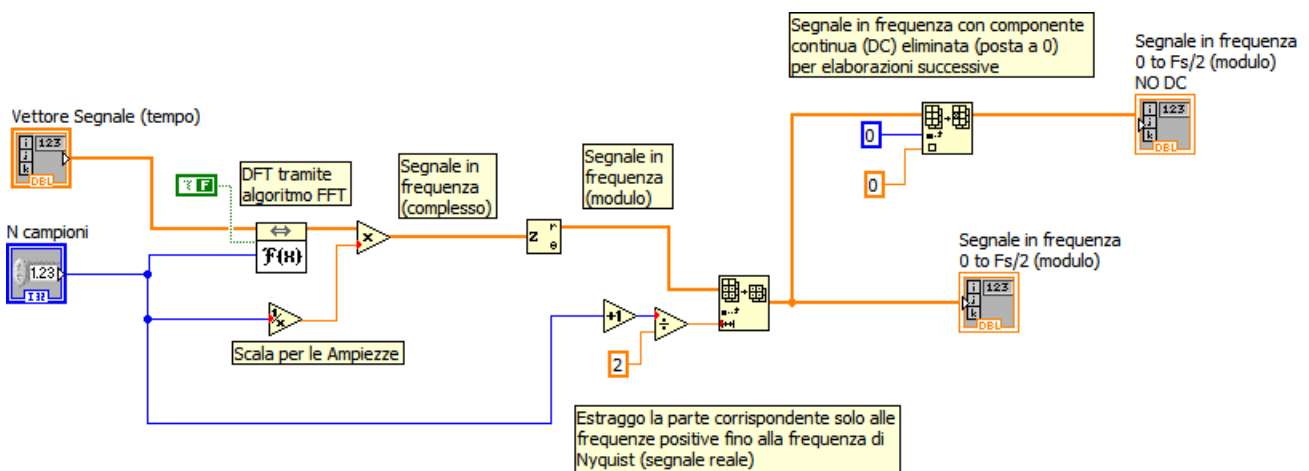 Segnale in frequenza con componente
continua (DC) eliminata (posta a 0)
per elaborazioni successive
Segnale in frequenza
0 to Fs/2 (modulo)
NO DC
123
DBL
0
0
Vettore Segnale (tempo)
123
DBL
DFT tramite
algoritmo FFT
Segnale in
frequenza
(complesso)
Segnale in
frequenza
(modulo)
F
N campioni
1.23
I32
F(x)
x
z
r
θ
Segnale in frequenza
0 to Fs/2 (modulo)
123
DBL
1/x
Scala per le Ampiezze
+1
÷
2
Estraggo la parte corrispondente solo alle
frequenze positive fino alla frequenza di
Nyquist (segnale reale)